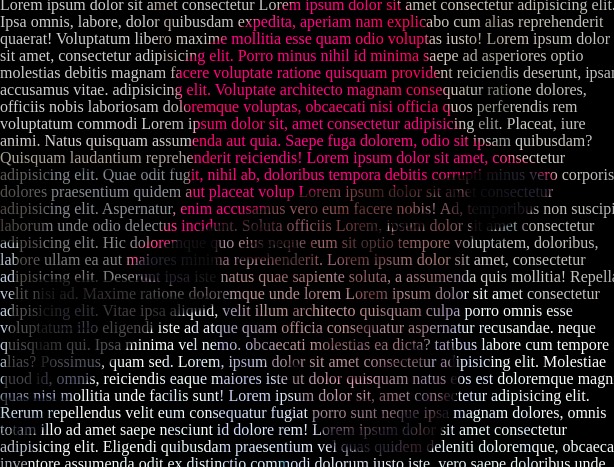 Lorem ipsum dolor sit amet consectetur Lorem ipsum dolor sit amet consectetur adipisicing elit.
Ipsa omnis, labore, dolor quibusdam expedita, aperiam nam explicabo cum alias reprehenderit
quaerat! Voluptatum libero maxime mollitia esse quam odio voluptas iusto! Lorem ipsum dolor
sit amet, consectetur adipisicing elit. Porro minus nihil id minima saepe ad asperiores optio
molestias debitis magnam facere voluptate ratione quisquam provident reiciendis deserunt, ipsam
accusamus vitae. adipisicing elit. Voluptate architecto magnam consequatur ratione dolores,
officiis nobis laboriosam doloremque voluptas, obcaecati nisi officia quos perferendis rem
voluptatum commodi Lorem ipsum dolor sit, amet consectetur adipisicing elit. Placeat, iure
animi. Natus quisquam assumenda aut quia. Saepe fuga dolorem, odio sit ipsam quibusdam?
Quisquam laudantium reprehenderit reiciendis! Lorem ipsum dolor sit amet, consectetur
adipisicing elit. Quae odit fugit, nihil ab, doloribus tempora debitis corrupti minus vero corporis
dolores praesentium quidem aut placeat volup Lorem ipsum dolor sit amet consectetur
adipisicing elit. Aspernatur, enim accusamus vero eum facere nobis! Ad, temporibus non suscipit
laborum unde odio delectus incidunt. Soluta officiis Lorem, ipsum dolor sit amet consectetur
adipisicing elit. Hic doloremque quo eius neque eum sit optio tempore voluptatem, doloribus,
labore ullam ea aut maiores minima reprehenderit. Lorem ipsum dolor sit amet, consectetur
adipisicing elit. Deserunt ipsa iste natus quae sapiente soluta, a assumenda quis mollitia!
velit nisi ad. Maxime ratione doloremque unde lorem Lorem ipsum dolor sit amet consectetur
adipisicing elit. Vitae ipsa aliquid, velit illum architecto quisquam culpa porro omnis esse
voluptatum illo eligendi iste ad atque quam officia consequatur aspernatur recusandae. neque
quisquam qui. Ipsa minima vel nemo. obcaecati molestias ea dicta? tatibus labore cum tempore
alias? Possimus, quam sed. Lorem, ipsum dolor sit amet consectetur adipisicing elit. Molestiae
quod id, omnis, reiciendis eaque maiores iste ut dolor quisquam natus eos est doloremque magn
quas nisi mollitia unde facilis sunt! Lorem ipsum dolor sit, amet consectetur adipisicing elit.
Rerum repellendus velit eum consequatur fugiat porro sunt neque ipsa magnam dolores, omnis
totam illo ad amet saepe nesciunt id dolore rem! Lorem ipsum dolor sit amet consectetur
adipisicing elit. Eligendi quibusdam praesentium vel quas quidem deleniti doloremque, obcaeca
inventore assumenda odit ex distinctio commodi dolorum iusto iste, vero saepe doloribus unde